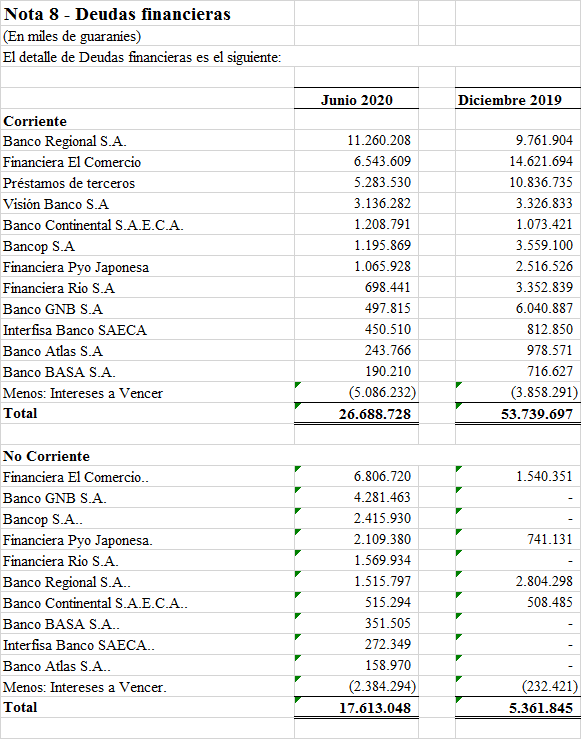 Nota 8 - Deudas financieras
(En miles de guaranies)
El detalle de Deudas financieras es el siguiente:
Junio 2020 Diciembre 2019
Corriente
Banco Regional S.A. 11.260.208 9.761.904
Financiera El Comercio 6.543.609 14.621.694
Préstamos de terceros 5.283.530 10.836.735
Visión Banco S.A 3.136.282 3.326.833
Banco Continental S.A.E.C.A. 1.208.791 1.073.421
Bancop S.A 1.195.869 3.559.100
Financiera Pyo Japonesa 1.065.928 2.516.526
Financiera Rio S.A 698.441 3.352.839
Banco GNB S.A 497.815 6.040.887
Interfisa Banco SAECA 450.510 812.850
Banco Atlas S.A 243.766 978.571
Banco BASA S.A. 190.210 716.627
Menos: Intereses a Vencer (5.086.232) (3.858.291)
Total 26.688.728 53.739.697
No Corriente
Financiera El Comercio.. 6.806.720 1.540.351
Banco GNB S.A. 4.281.463 -
Bancop S.A.. 2.415.930 -
Financiera Pyo Japonesa. 2.109.380 741.131
Financiera Rio S.A. 1.569.934 -
Banco Regional S.A.. 1.515.797 2.804.298
Banco Continental S.A.E.C.A.. 515.294 508.485
Banco BASA S.A.. 351.505 -
Interfisa Banco SAECA.. 272.349 -
Banco Atlas S.A.. 158.970 -
Menos: Intereses a Vencer. (2.384.294) (232.421)
Total 17.613.048 5.361.845